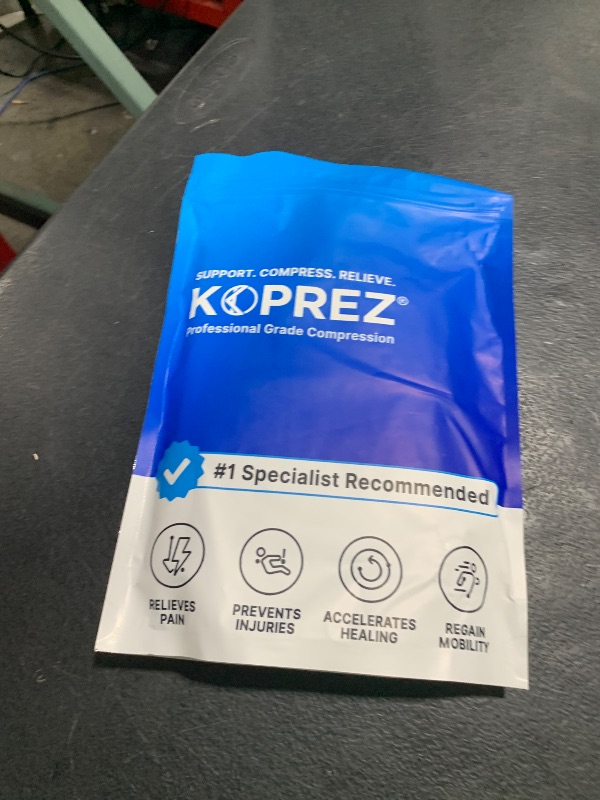 SUPPORT. COMPRESS. RELIEVE.
KOPREZ®
Professional Grade Compression
#1 Specialist Recommended
RELIEVES
PAIN
PREVENTS
INJURIES
ACCELERATES
HEALING
REGAIN
MOBILITY